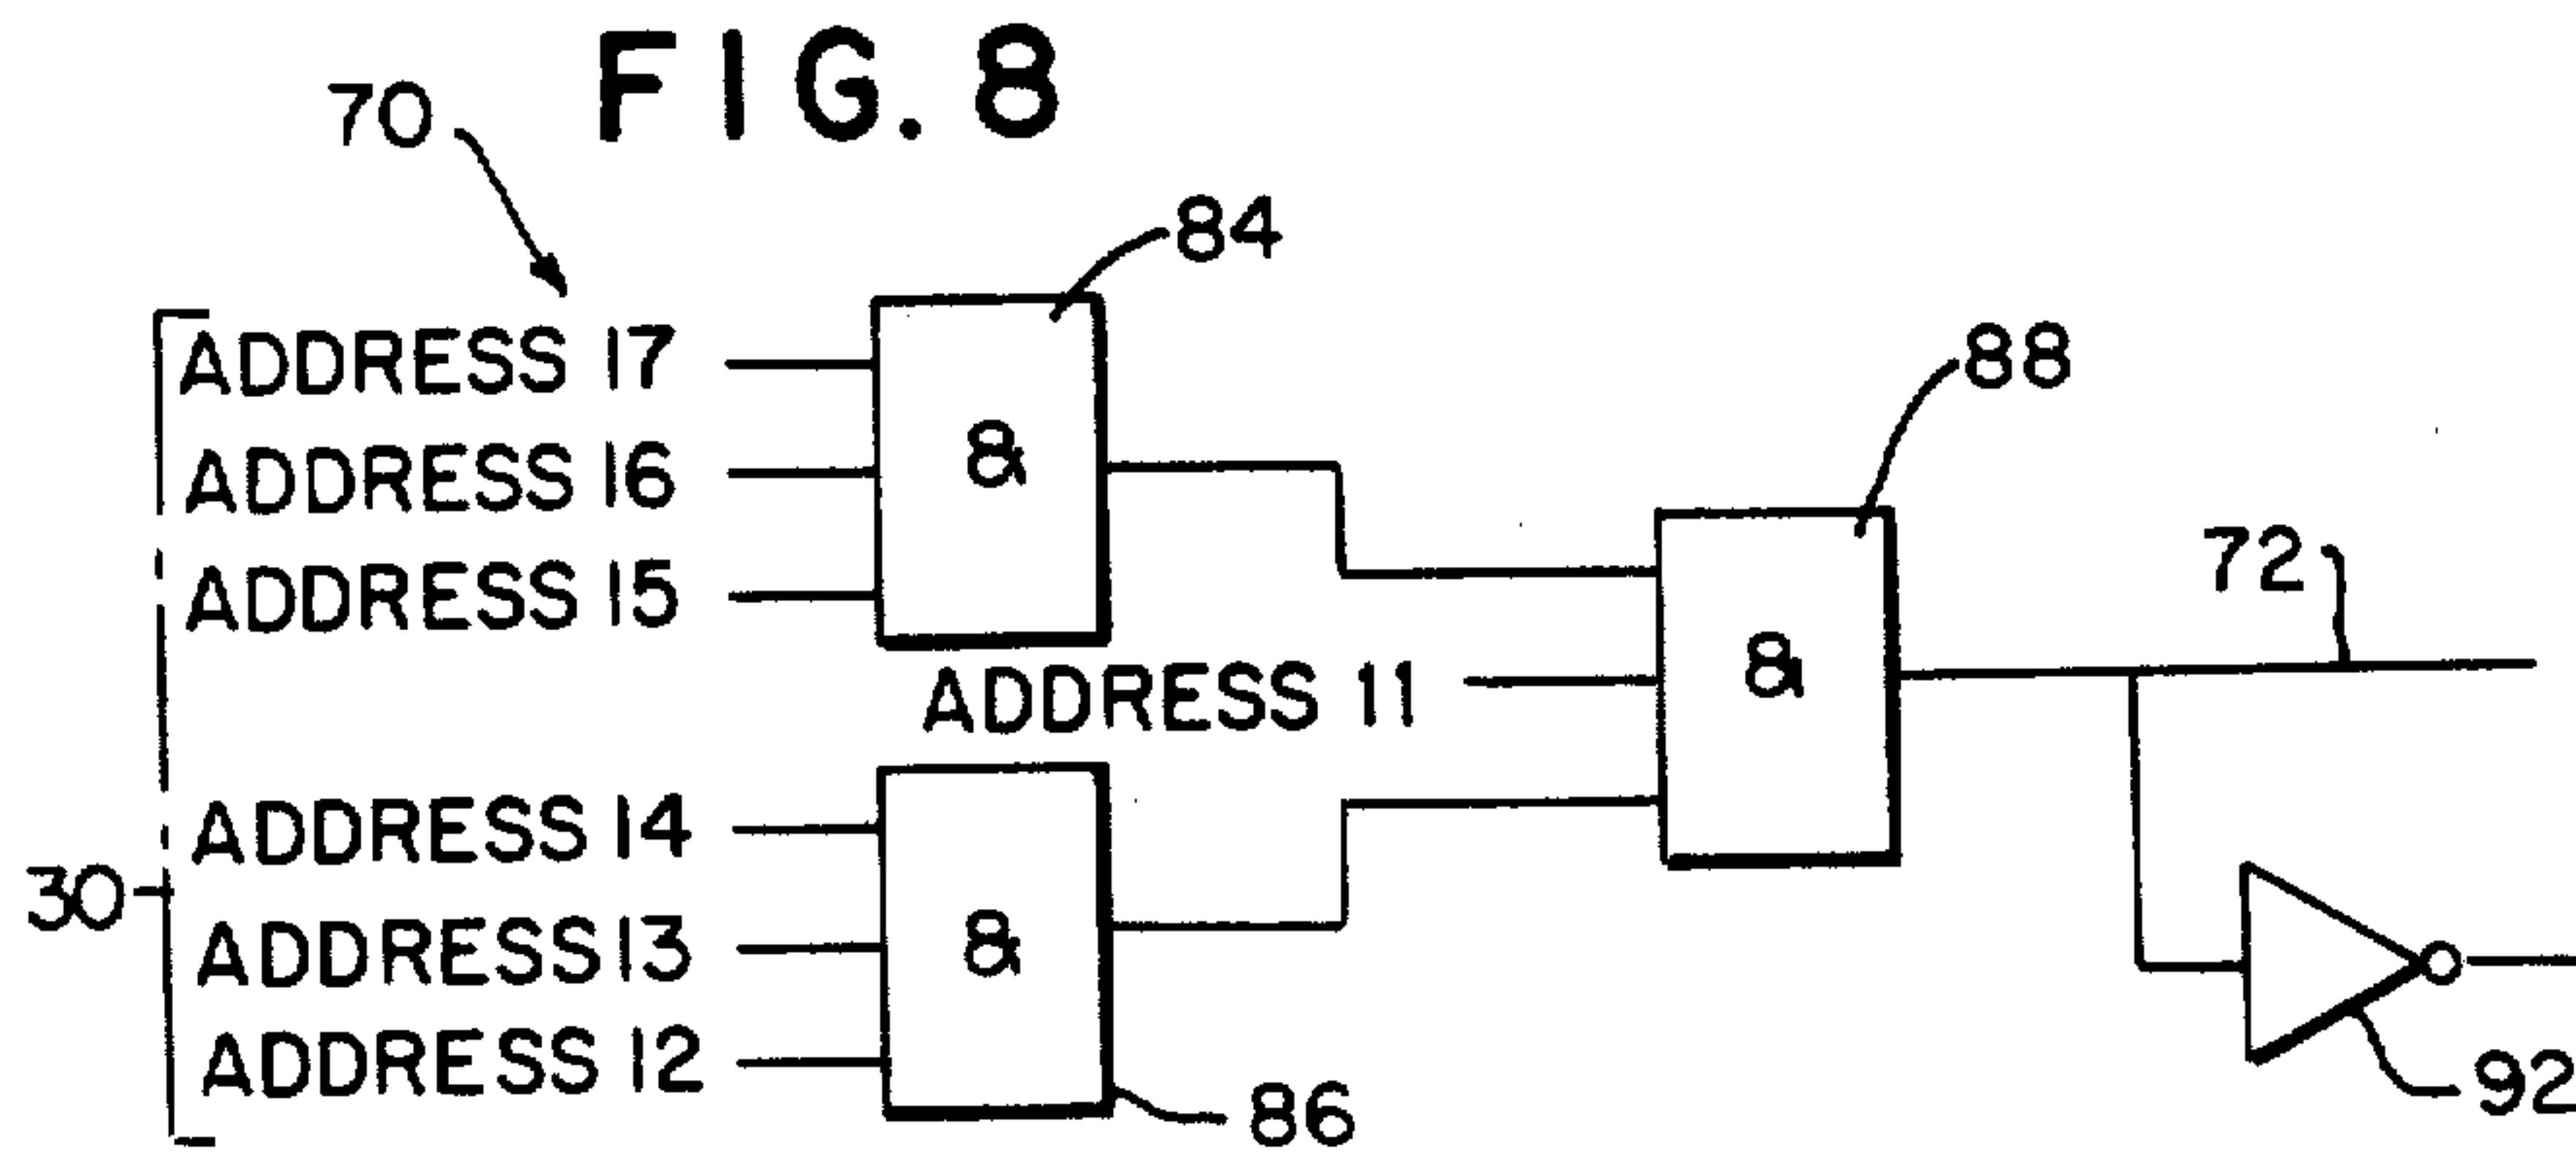 FIG. 8
70
84
ADDRESS 17
88
&
ADDRESS 16
ADDRESS 15
72
&
ADDRESS 11
ADDRESS 14
30
ADDRESS 13
&
ADDRESS 12
92
86